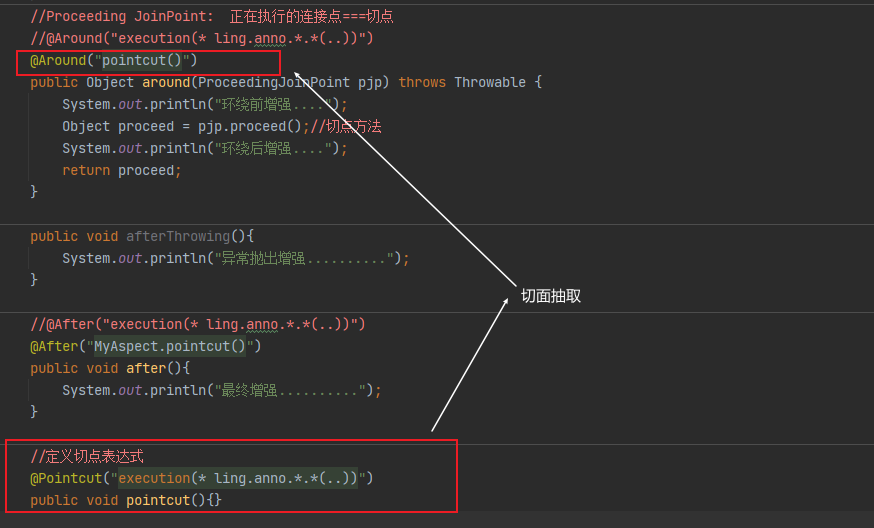 //Proceeding JoinPoint:  正在执行的连接点===切点
//@Around("execution(* ling.anno.*.*(..))")
@Around("pointcut()")
public Object around(ProceedingJoinPoint pjp) throws Throwable {
System.out.println("环绕前增强....");
Object proceed = pjp.proceed();//切点方法
System.out.println("环绕后增强....");
return proceed;
}
public void afterThrowing(){
System.out.println("异常抛出增强..........");
}
切面抽取
//@After("execution(* ling.anno.*.*(..))")
@After("MyAspect.pointcut()")
public void after(){
System.out.println("最终增强..........");
}
//定义切点表达式
@Pointcut("execution(* ling.anno.*.*(..))")
public void pointcut(){}